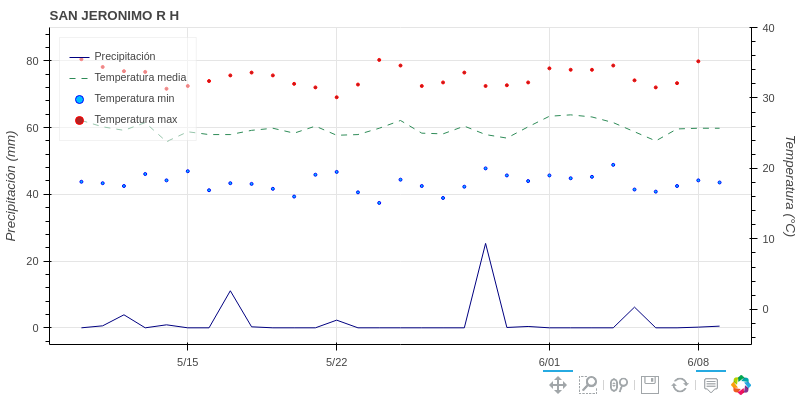 SAN JERONIMO R H
Precipitación
Temperatura media
Temperatura min
Temperatura max
Precipitación (mm)
80
60
40
20
0
40
30
20
10
0
Temperatura (°C)
5/15
5/22
6/01
6/08